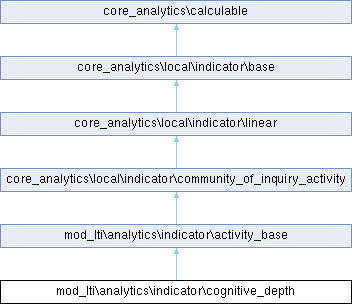 core_analytics\calculable
core_analytics\local\indicator\base
core_analytics\local\indicator\linear
core_analytics\local\indicator\community_of_inquiry_activity
mod_lti\analytics\indicator\activity_base
mod_lti\analytics\indicator\cognitive_depth